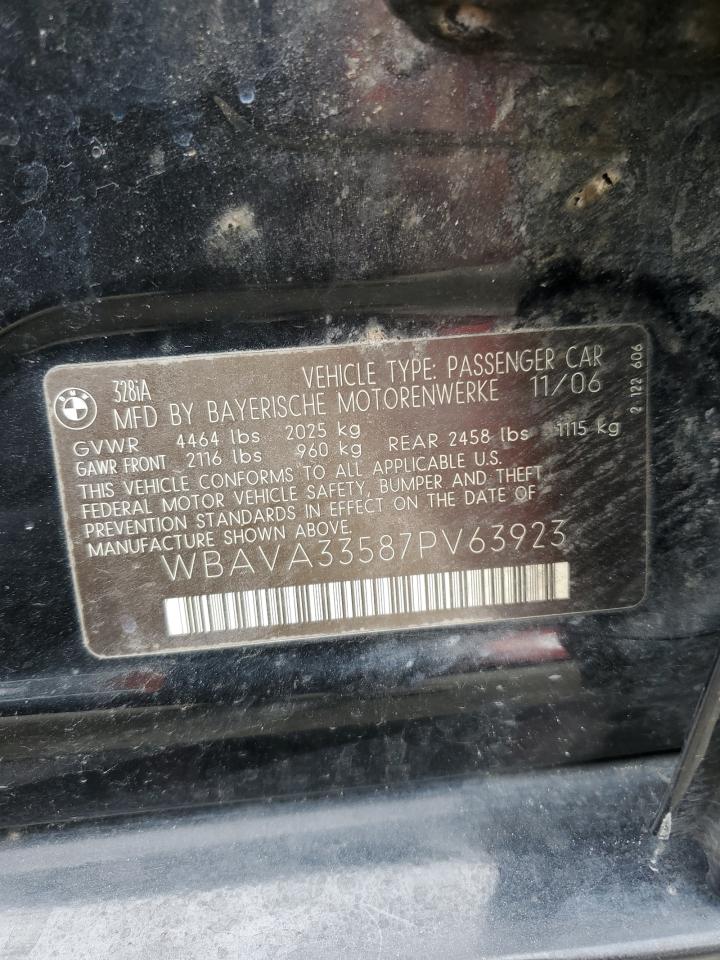 328iA VEHICLE TYPE: PASSENGER CAR
MFD BY BAYERISCHE MOTORENWERKE 11/06
GVWR 4464 lbs 2025 kg
GAWR FRONT 2116 lbs 960 kg REAR 2458 lbs 1115 kg
THIS VEHICLE CONFORMS TO ALL APPLICABLE U.S.
FEDERAL MOTOR VEHICLE SAFETY, BUMPER AND THEFT
PREVENTION STANDARDS IN EFFECT ON THE DATE OF
MANUFACTURE SHOWN ABOVE
WBAVA33587PV63923
2 122 606
BMW